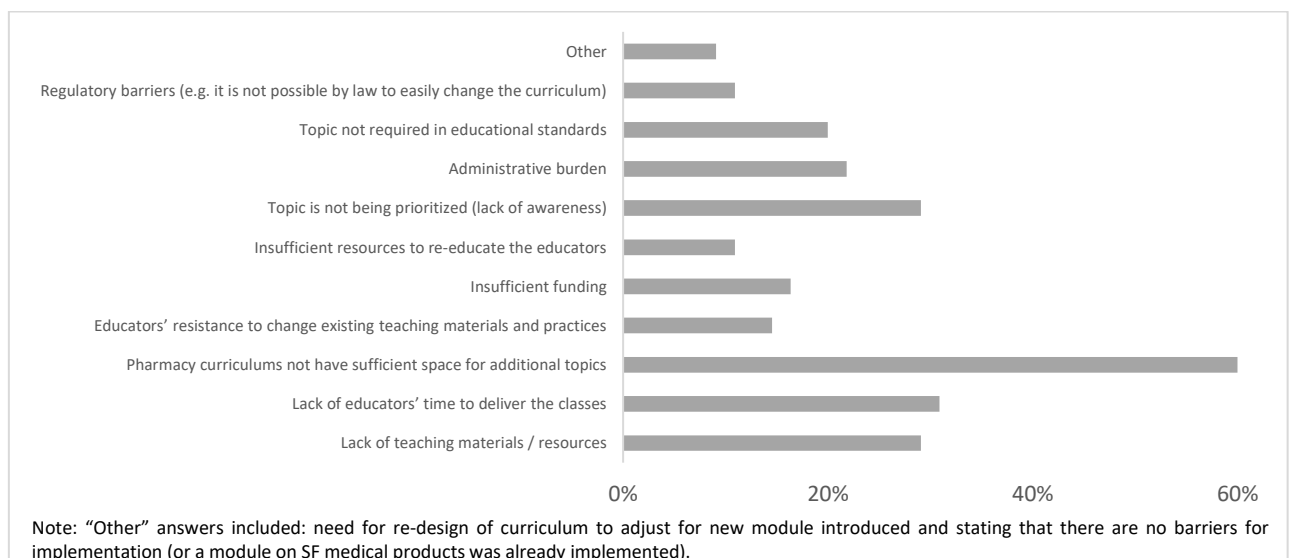 Other
Regulatory barriers (e.g. it is not possible by law to easily change the curriculum)
Topic not required in educational standards
Administrative burden
Topic is not being prioritized (lack of awareness)
Insufficient resources to re-educate the educators
Insufficient funding
Educators’ resistance to change existing teaching materials and practices
Pharmacy curriculums not have sufficient space for additional topics
Lack of educators’ time to deliver the classes
Lack of teaching materials / resources
0% 20% 40% 60%
Note: “Other” answers included: need for re-design of curriculum to adjust for new module introduced and stating that there are no barriers for
implementation (or a module on SF medical products was already implemented).